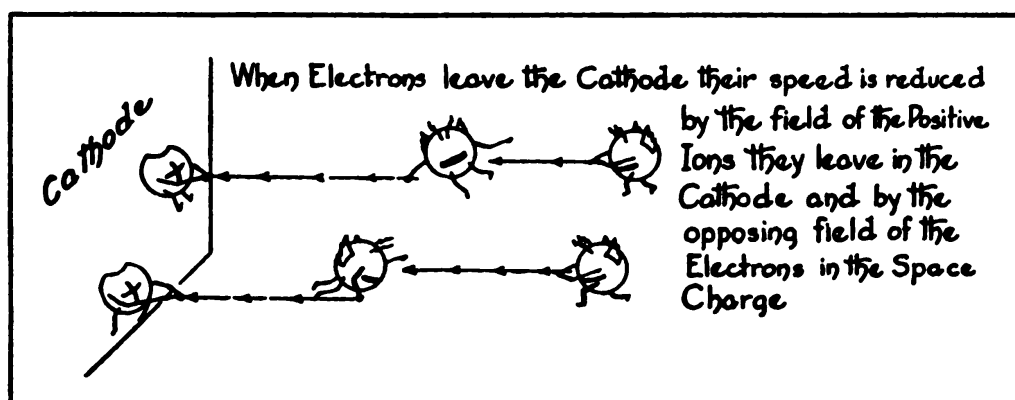 Cathode
When Electrons leave the Cathode their speed is reduced
by the field of the Positive
Ions they leave in the
Cathode and by the
opposing field of the
Electrons in the Space
Charge